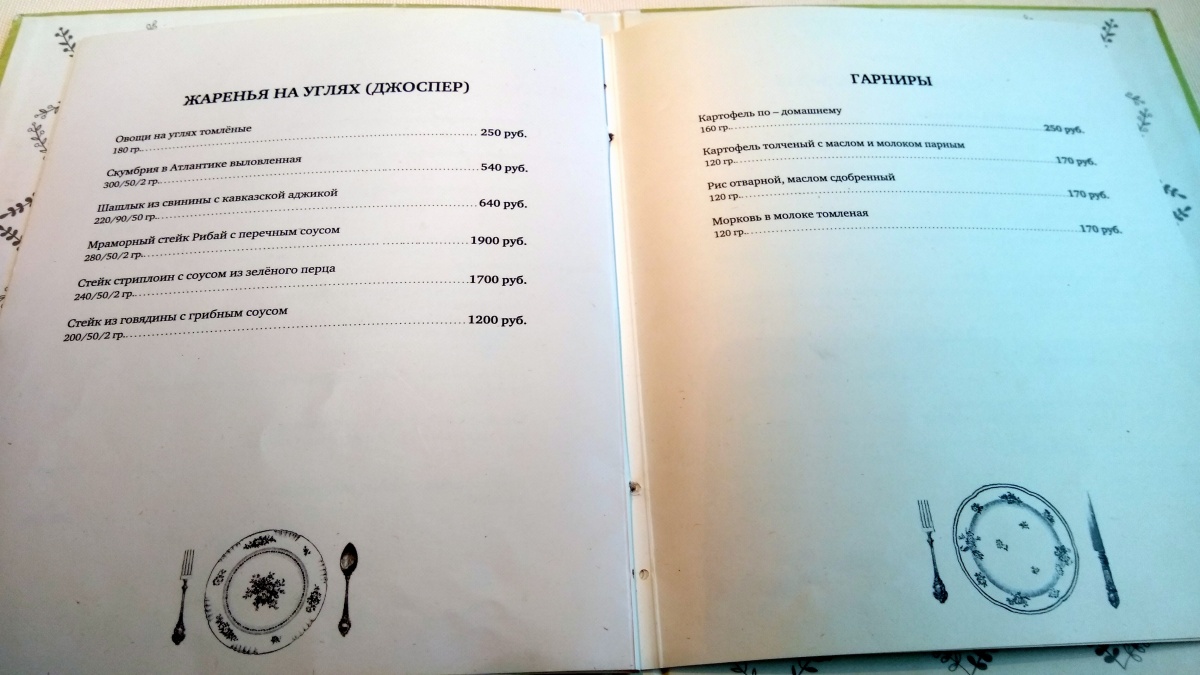 ЖАРЕНЬЯ НА УГЛЯХ (ДЖОСПЕР)
Овощи на углях томлёные
180 гр. 250 руб.
Скумбрия в Атлантике выловленная
300/50/2 гр. 540 руб.
Шашлык из свинины с кавказской аджикой
220/90/50 гр. 640 руб.
Мраморный стейк Рибай с перечным соусом
280/50/2 гр. 1900 руб.
Стейк стриплоин с соусом из зелёного перца
240/50/2 гр. 1700 руб.
Стейк из говядины с грибным соусом
200/50/2 гр. 1200 руб.
ГАРНИРЫ
Картофель по – домашнему
160 гр. 250 руб.
Картофель толченый с маслом и молоком парным
120 гр. 170 руб.
Рис отварной, маслом сдобренный
120 гр. 170 руб.
Морковь в молоке томленая
120 гр. 170 руб.